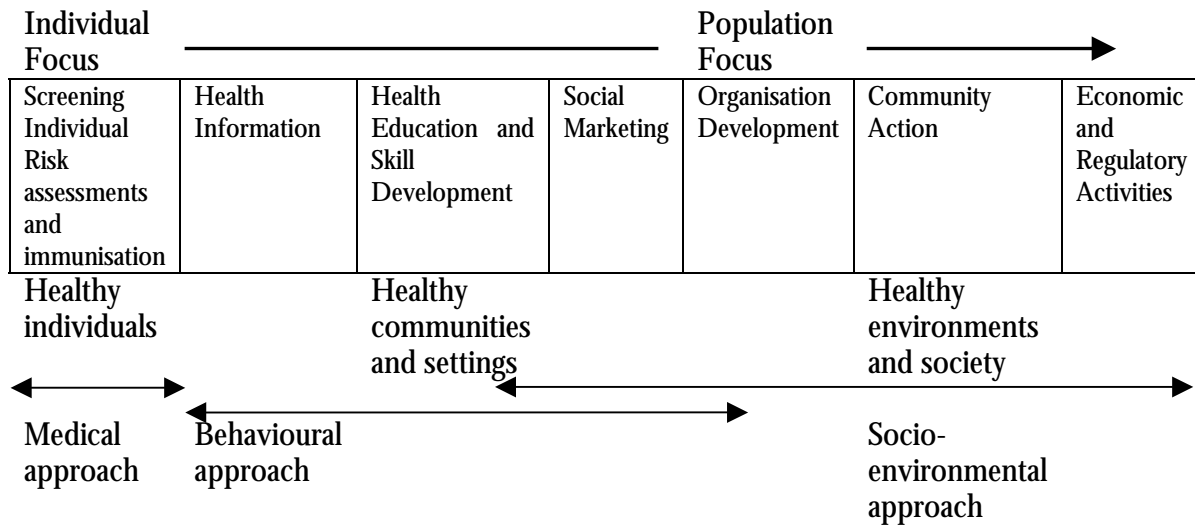 Individual
Focus
Population
Focus
Screening
Individual
Risk
assessments
and
immunisation
Health
Information
Health
Education and
Skill
Development
Social
Marketing
Organisation
Development
Community
Action
Economic
and
Regulatory
Activities
Healthy
individuals
Healthy
communities
and settings
Healthy
environments
and society
Medical
approach
Behavioural
approach
Socio-
environmental
approach